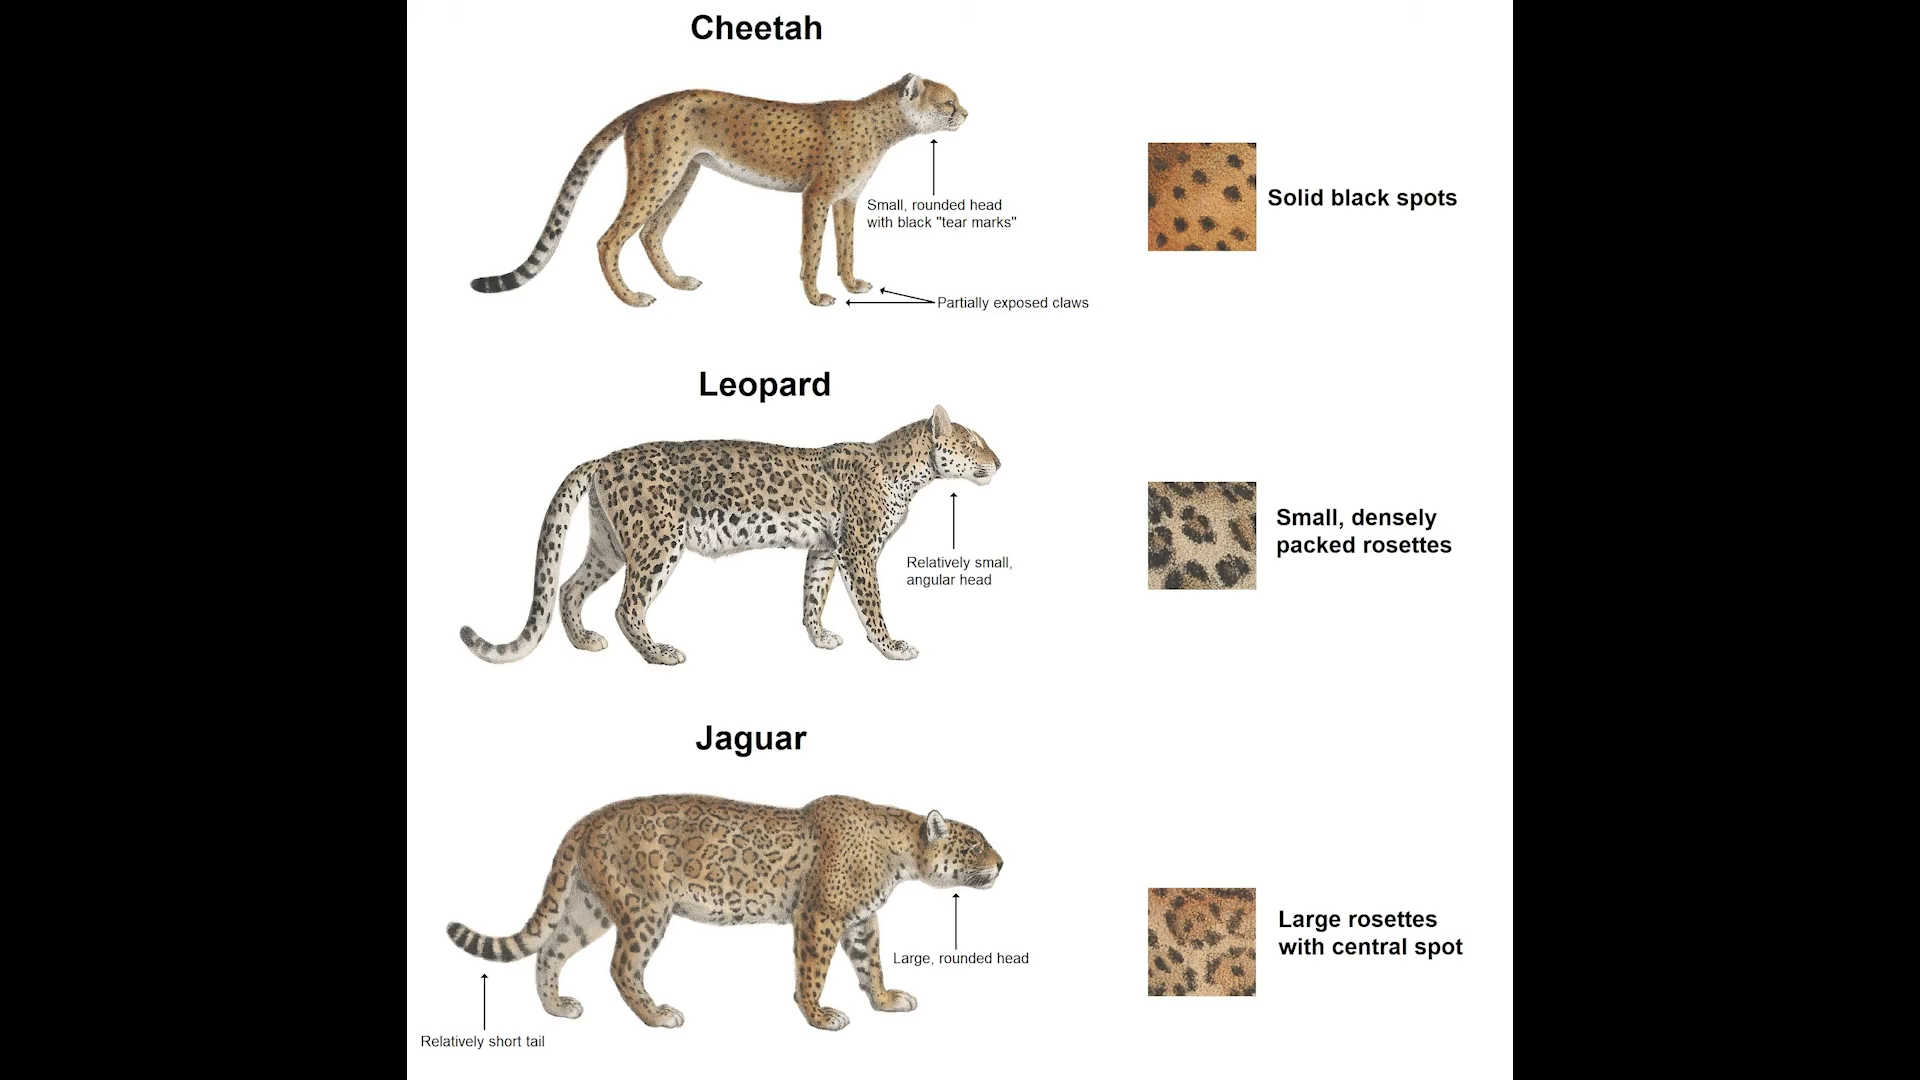 Cheetah
Small, rounded head
with black "tear marks"
Partially exposed claws
Solid black spots
Leopard
Relatively small,
angular head
Small, densely
packed rosettes
Jaguar
Large, rounded head
Relatively short tail
Large rosettes
with central spot